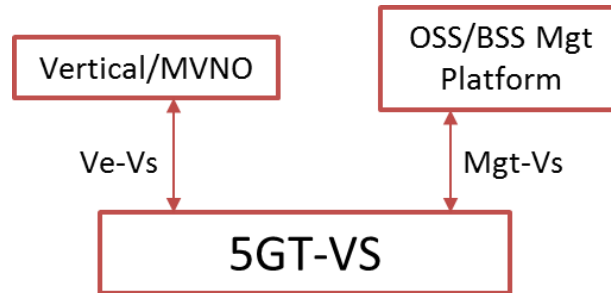 Vertical/MVNO
OSS/BSS Mgt
Platform
Ve-Vs
Mgt-Vs
5GT-VS